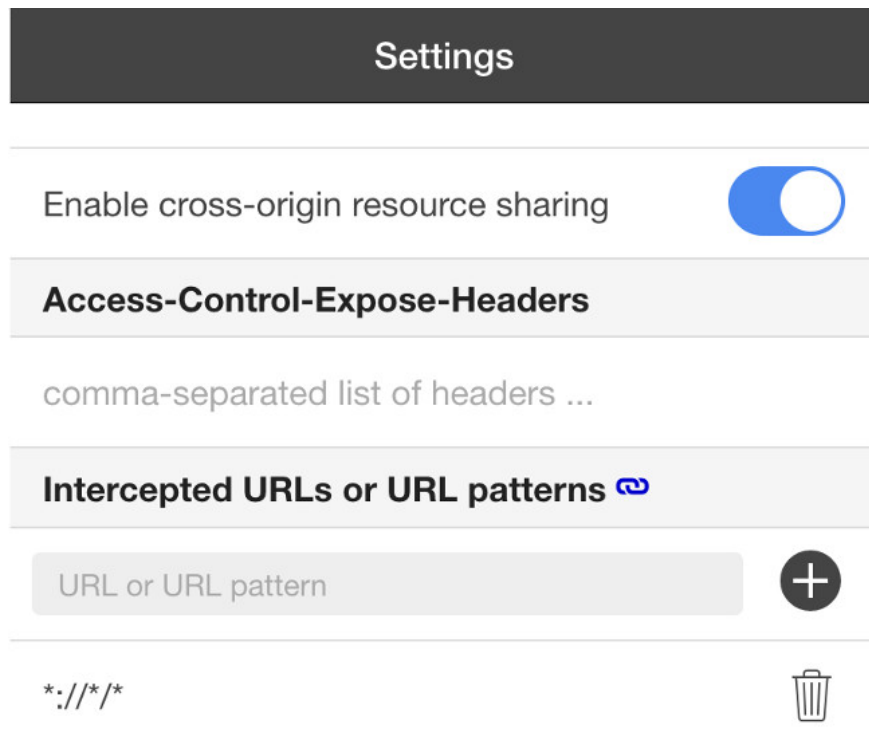 Settings
Enable cross-origin resource sharing
Access-Control-Expose-Headers
comma-separated list of headers ...
Intercepted URLs or URL patterns
URL or URL pattern
*://*/*